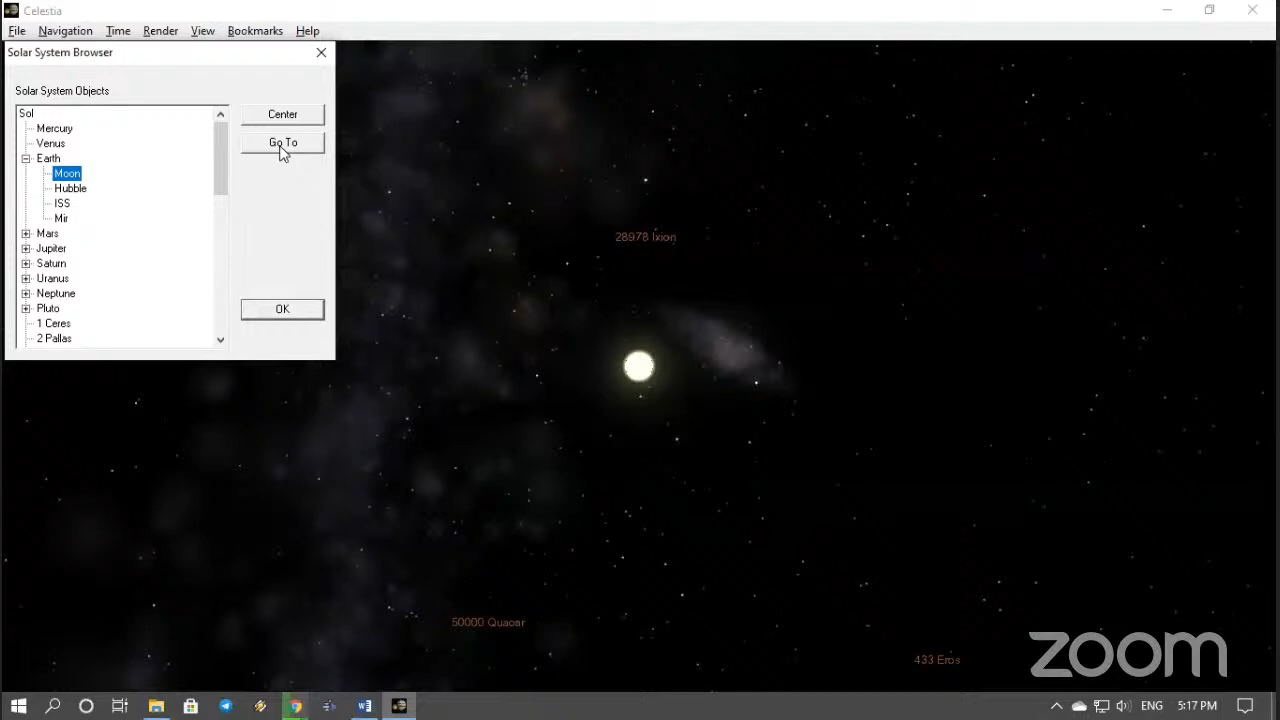 Celestia
File Navigation Time Render View Bookmarks Help
Solar System Browser
Solar System Objects
Sol
Mercury
Venus
Earth
Moon
Hubble
ISS
Mir
Mars
Jupiter
Saturn
Uranus
Neptune
Pluto
1 Ceres
2 Pallas
Center
Go To
OK
28978 Ixion
50000 Quaoar
433 Eros
zoom
ENG 5:17 PM